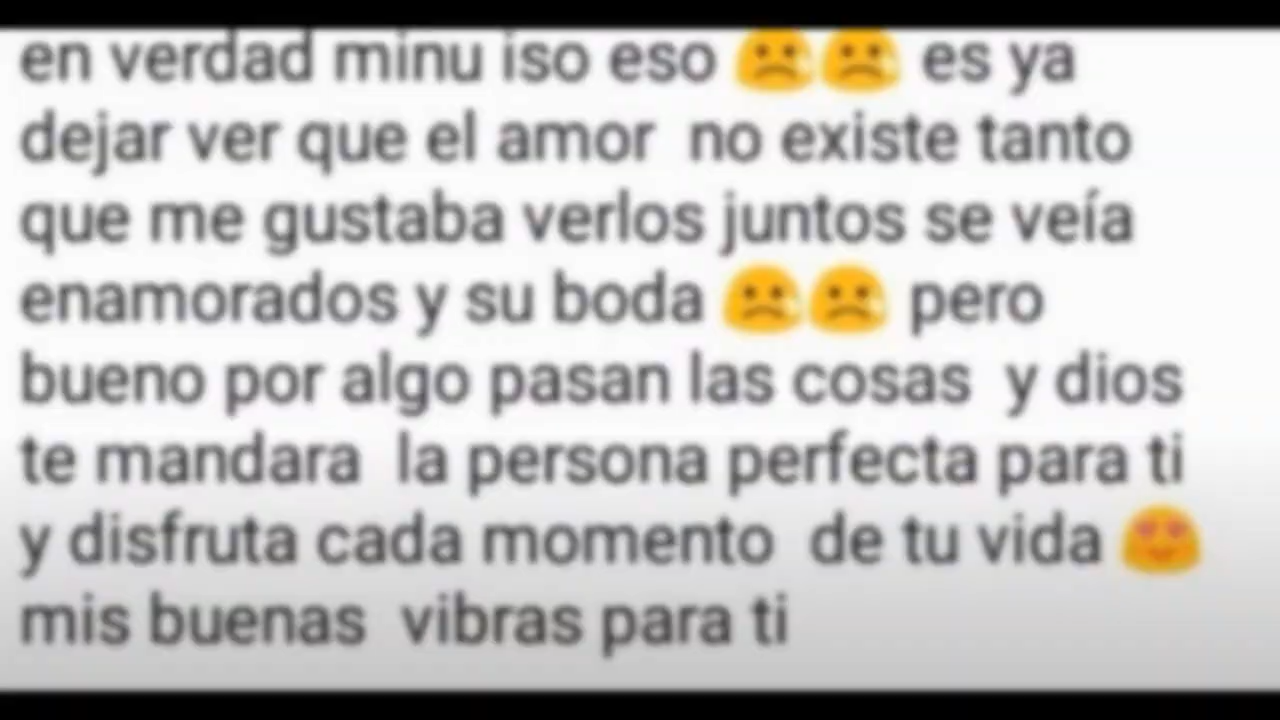 en verdad minu iso eso 😢😢 es ya
dejar ver que el amor no existe tanto
que me gustaba verlos juntos se veía
enamorados y su boda 😢😢 pero
bueno por algo pasan las cosas y dios
te mandara la persona perfecta para ti
y disfruta cada momento de tu vida 😍
mis buenas vibras para ti